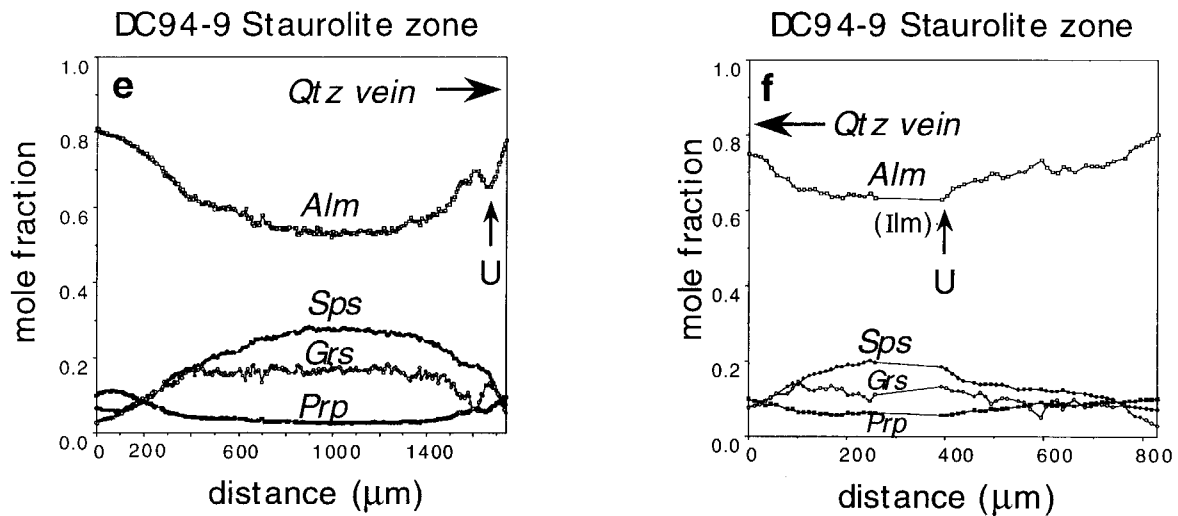 DC94-9 Staurolite zone
e
Qtz vein
Alm
U
Sps
Grs
Prp
1.0
0.8
0.6
0.4
0.2
0.0
mole fraction
0 200 600 1000 1400
distance (μm)
DC94-9 Staurolite zone
f
Qtz vein
Alm
(Ilm)
U
Sps
Grs
Prp
1.0
0.8
0.6
0.4
0.2
0.0
mole fraction
0 200 400 600 800
distance (μm)